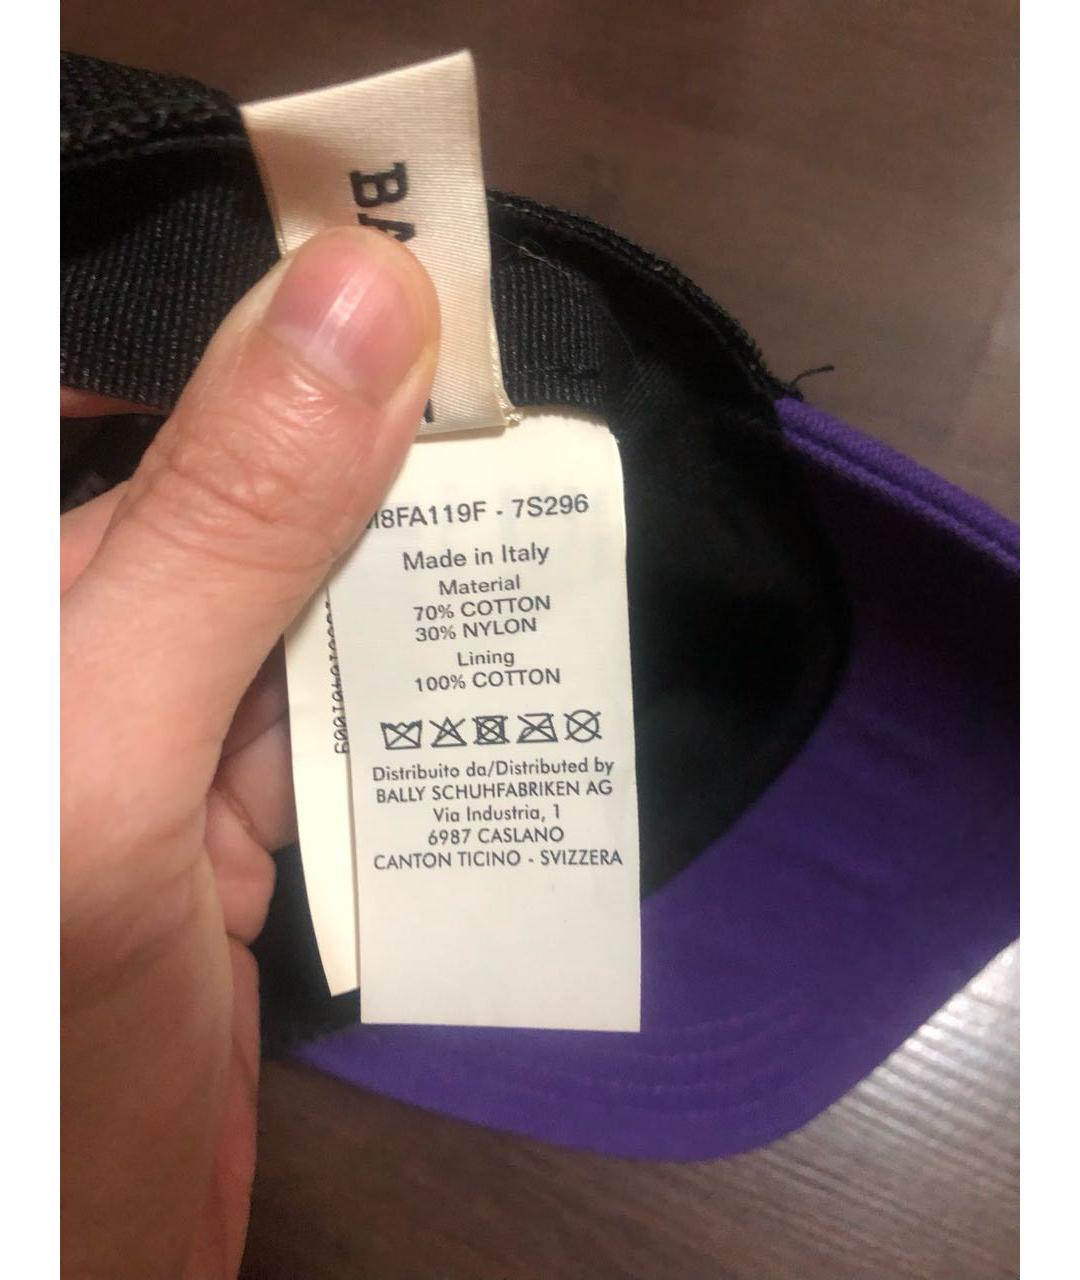 BA
M8FA119F - 7S296
Made in Italy
Material
70% COTTON
30% NYLON
Lining
100% COTTON
Distribuito da/Distributed by
BALLY SCHUHFABRIKEN AG
Via Industria, 1
6987 CASLANO
CANTON TICINO - SVIZZERA